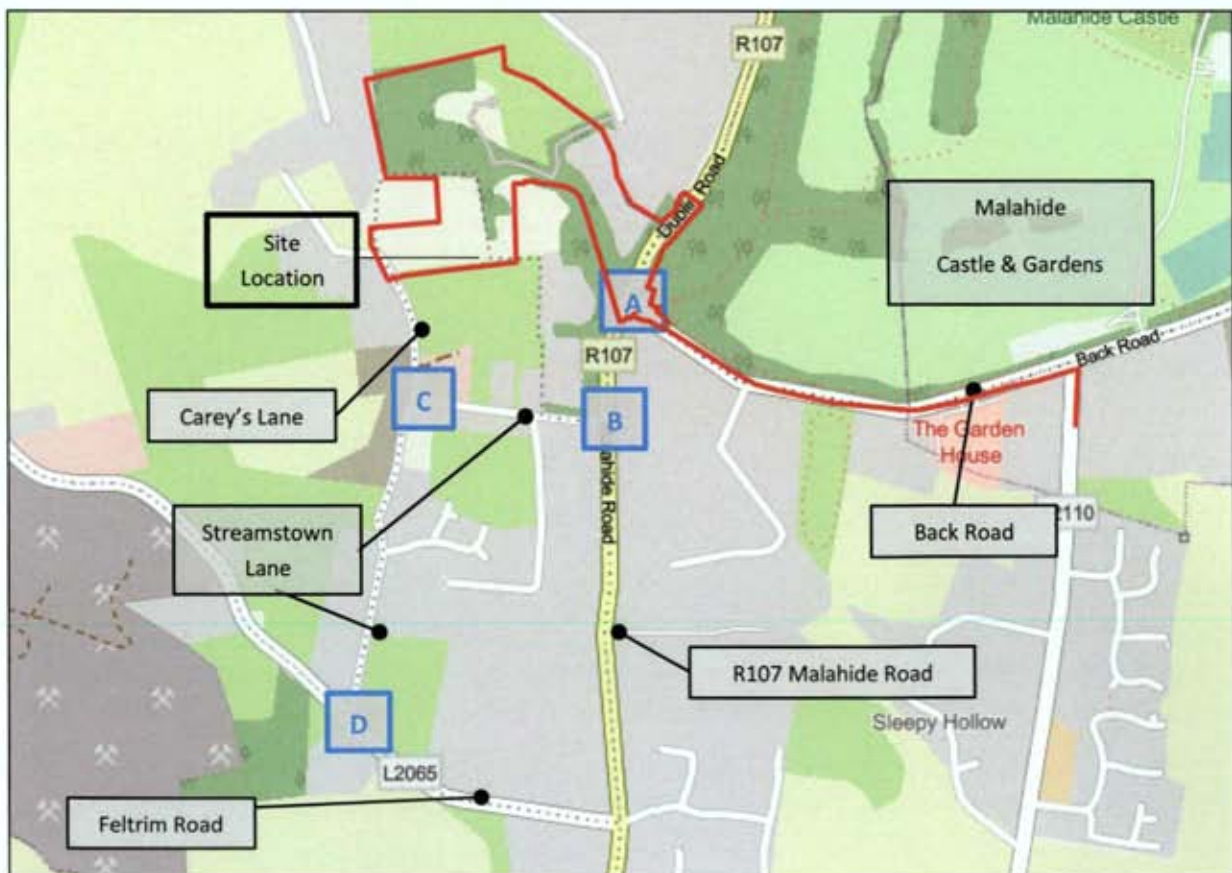 Malahide Castle
R107
Dublin Road
Site
Location
Malahide
Castle & Gardens
A
R107
Back Road
Carey's Lane
C
B
The Garden
House
Malahide Road
Streamstown
Lane
Back Road
2110
R107 Malahide Road
D
Sleepy Hollow
L2065
Feltrim Road